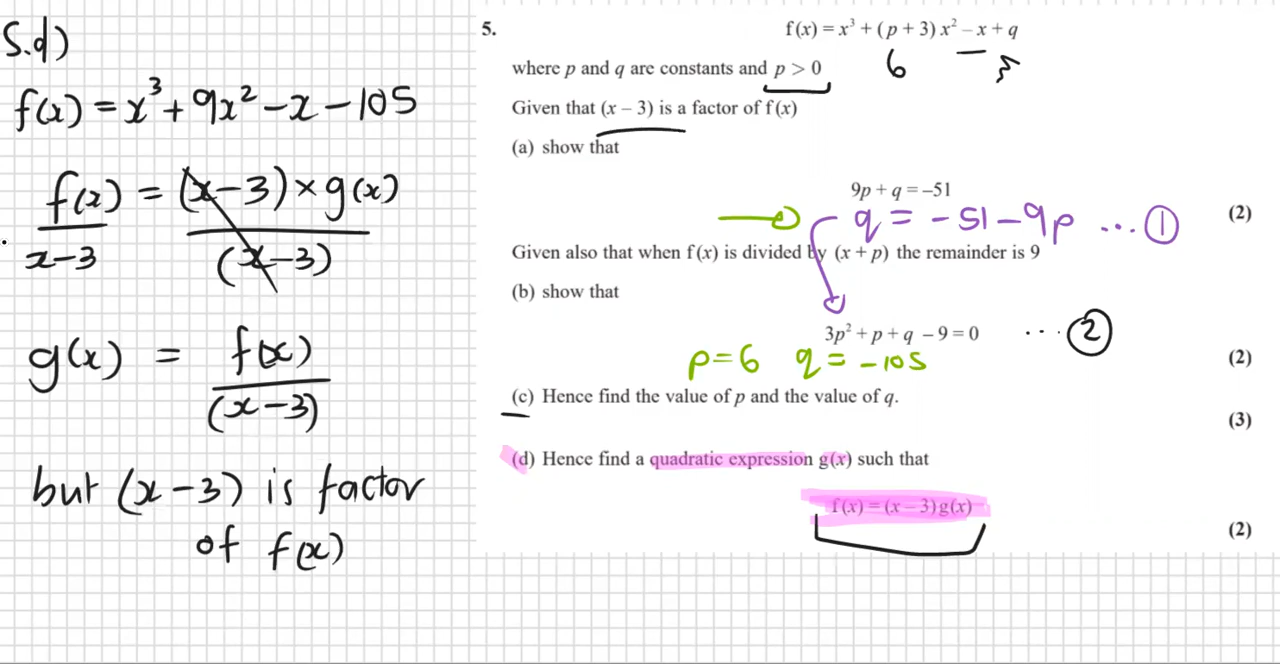 5.d)
f(x) = x³ + 9x² - x - 105
f(x) = (x-3) × g(x)
x-3 (x-3)
g(x) = f(x)
(x-3)
but (x-3) is factor
of f(x)
5.
f(x) = x³ + (p + 3) x² – x + q
6
where p and q are constants and p > 0
Given that (x – 3) is a factor of f(x)
(a) show that
9p + q = –51
(2)
q = -51-9p ...①
Given also that when f(x) is divided by (x + p) the remainder is 9
(b) show that
3p² + p + q – 9 = 0 ...②
(2)
p=6 q = -105
(c) Hence find the value of p and the value of q.
(3)
(d) Hence find a quadratic expression g(x) such that
f(x) = (x – 3)g(x)
(2)